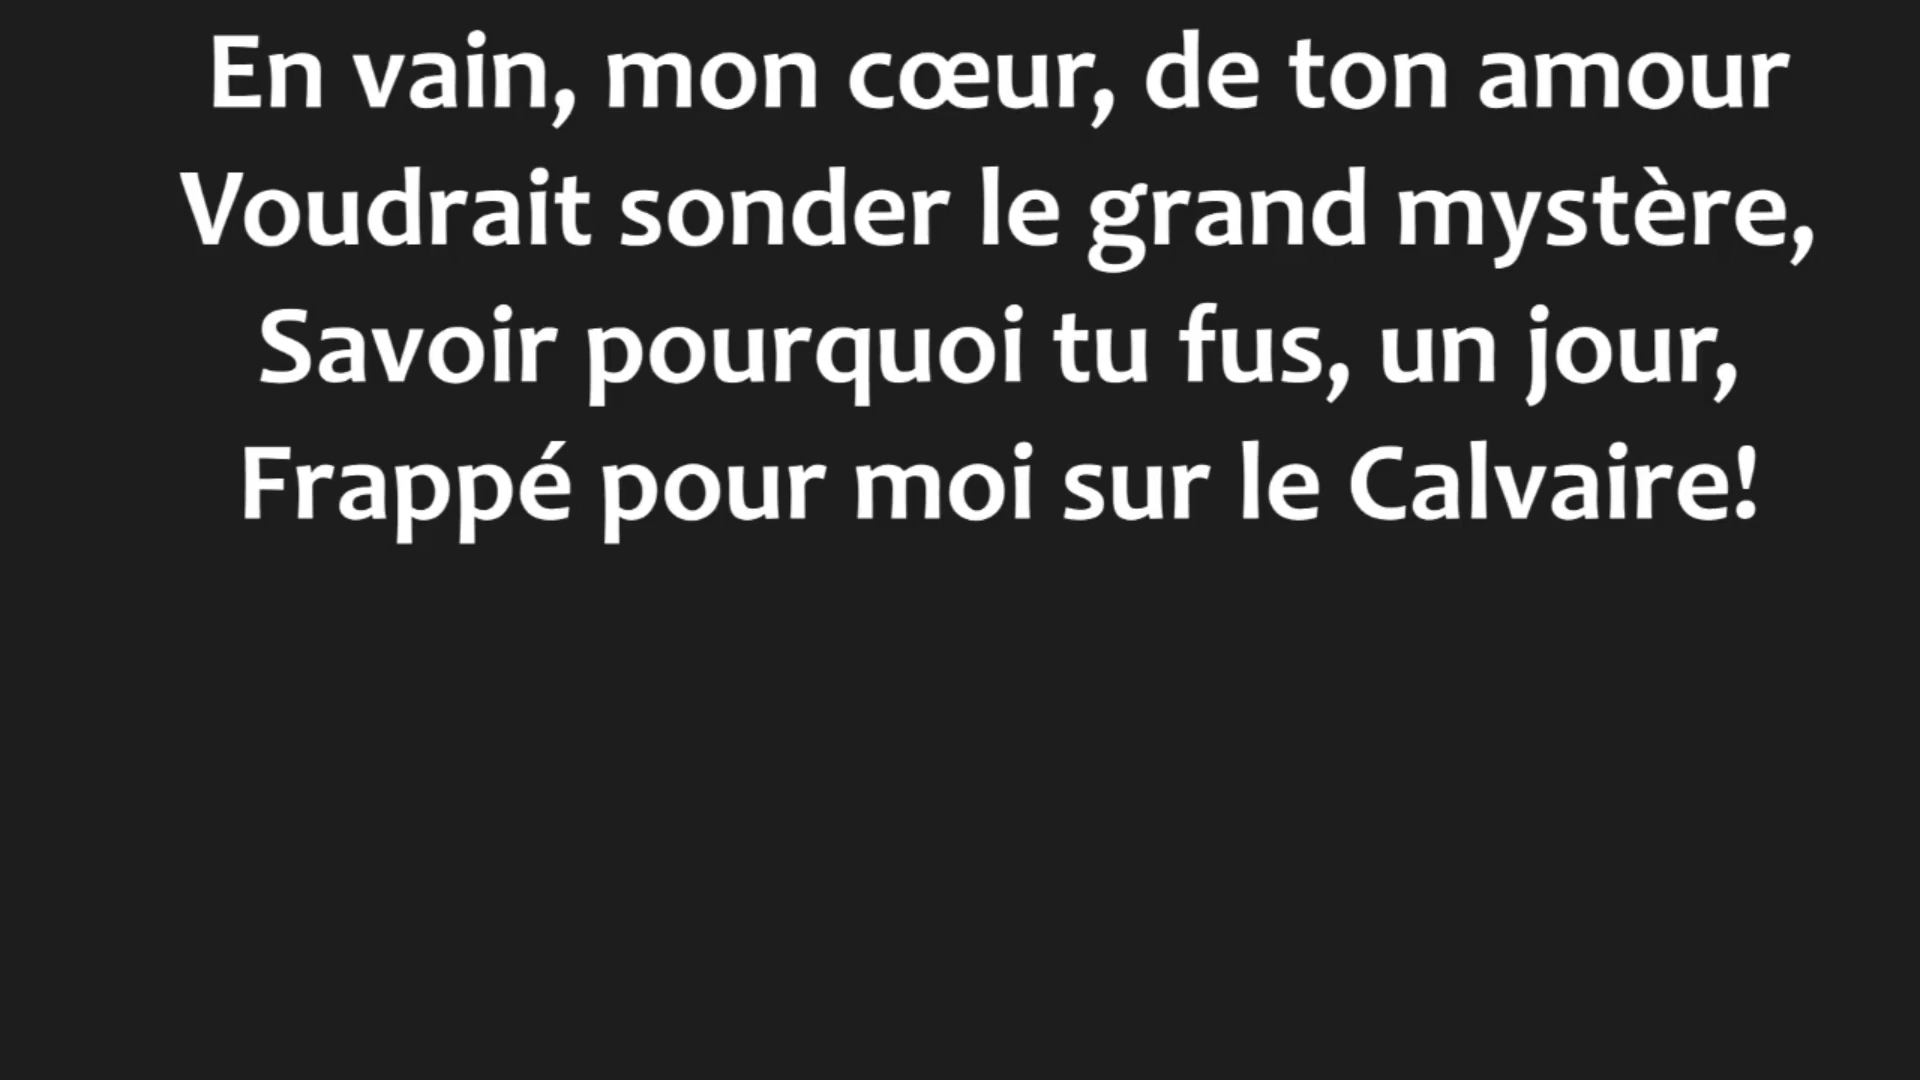 En vain, mon cœur, de ton amour
Voudrait sonder le grand mystère,
Savoir pourquoi tu fus, un jour,
Frappé pour moi sur le Calvaire!